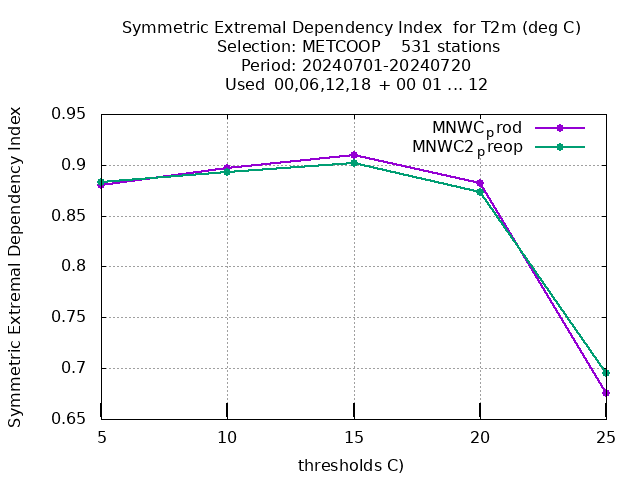 Symmetric Extremal Dependency Index  for T2m (deg C)
Selection: METCOOP    531 stations
Period: 20240701-20240720
Used  00,06,12,18 + 00 01 ... 12
MNWCprod
MNWC2preop
Symmetric Extremal Dependency Index
0.95
0.9
0.85
0.8
0.75
0.7
0.65
5 10 15 20 25
thresholds C)